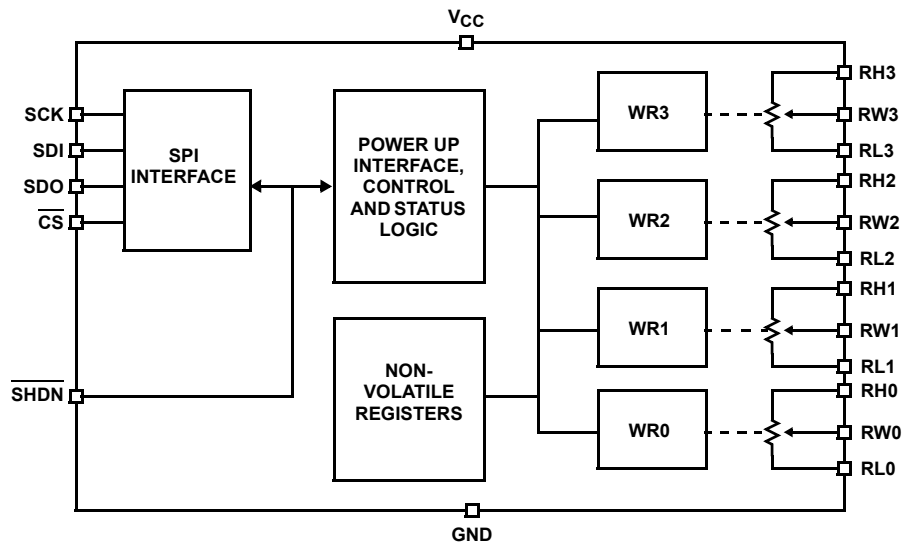 VCC
SCK
SDI
SDO
CS
SHDN
SPI
INTERFACE
POWER UP
INTERFACE,
CONTROL
AND STATUS
LOGIC
NON-
VOLATILE
REGISTERS
WR3
WR2
WR1
WR0
RH3
RW3
RL3
RH2
RW2
RL2
RH1
RW1
RL1
RH0
RW0
RL0
GND